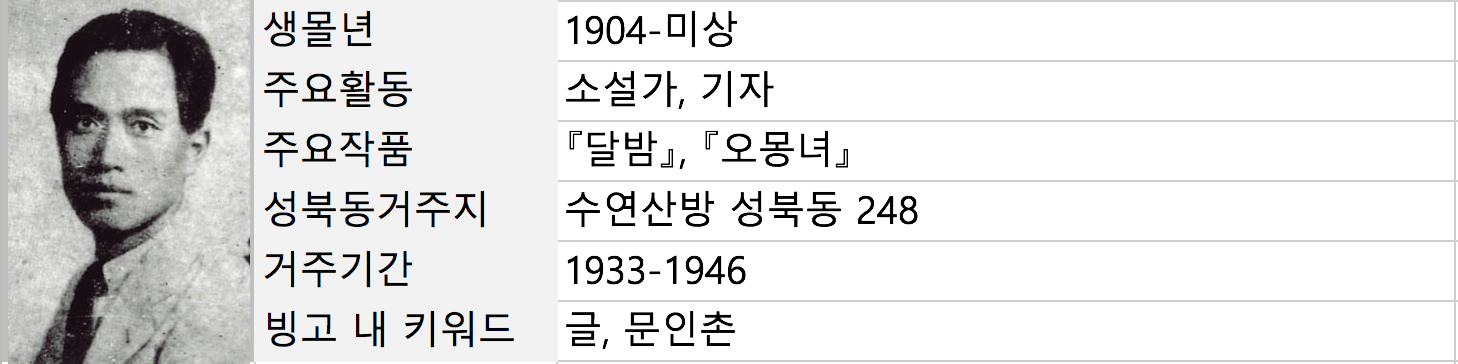 생몰년 1904-미상
주요활동 소설가, 기자
주요작품 『달밤』, 『오몽녀』
성북동거주지 수연산방 성북동 248
거주기간 1933-1946
빙고 내 키워드 글, 문인촌